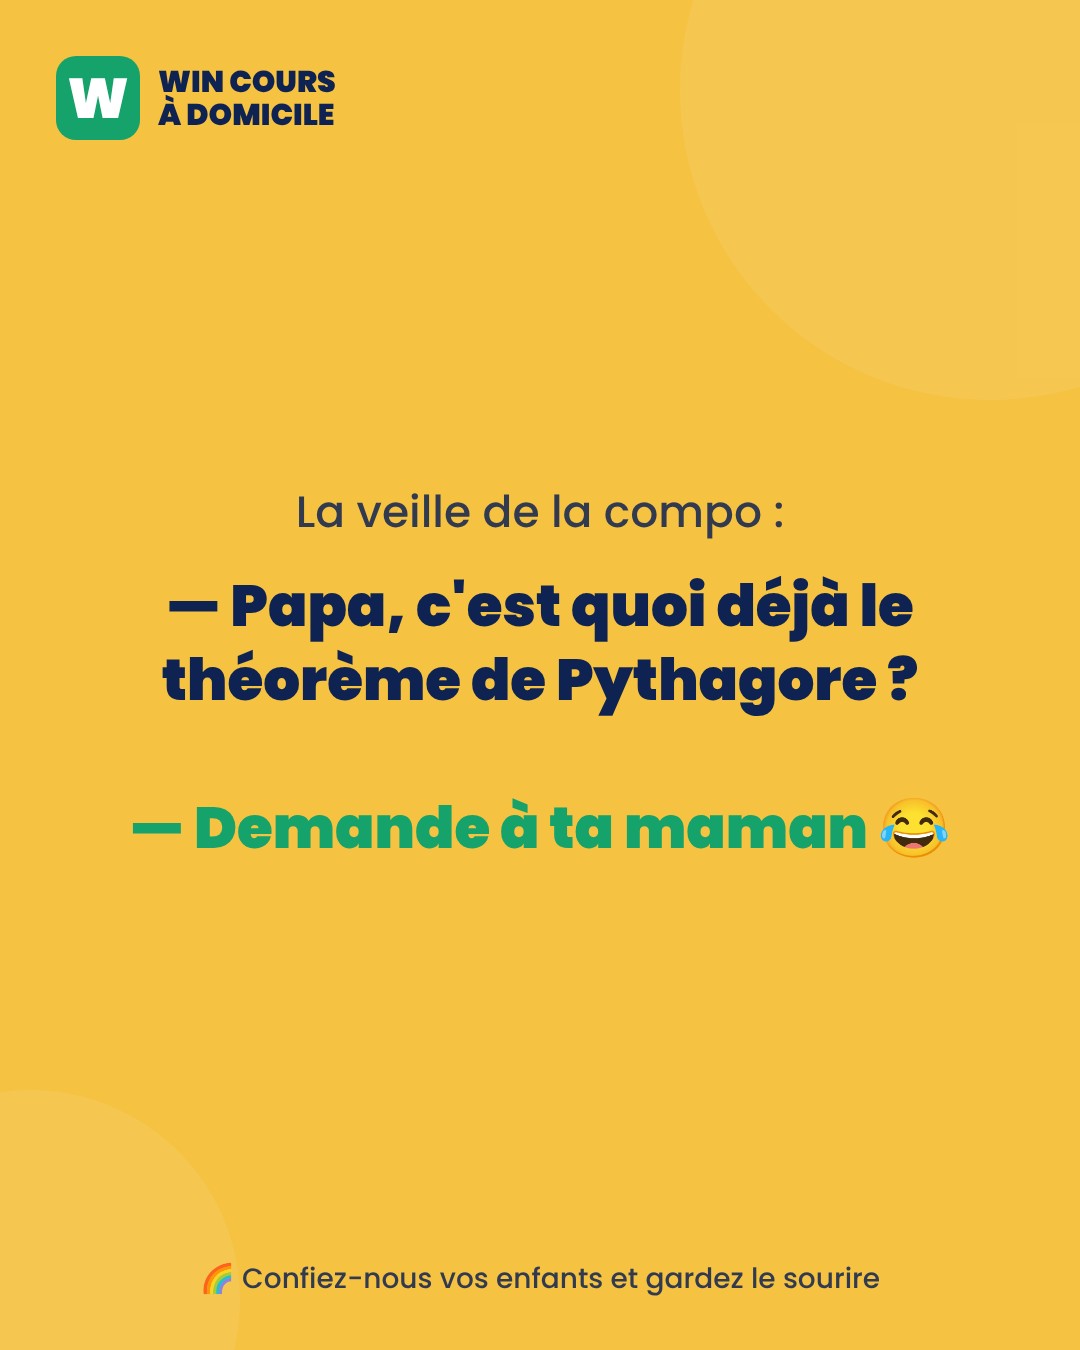 W
WIN COURS
À DOMICILE
La veille de la compo :
— Papa, c'est quoi déjà le
théorème de Pythagore ?
— Demande à ta maman 😂
🌈 Confiez-nous vos enfants et gardez le sourire